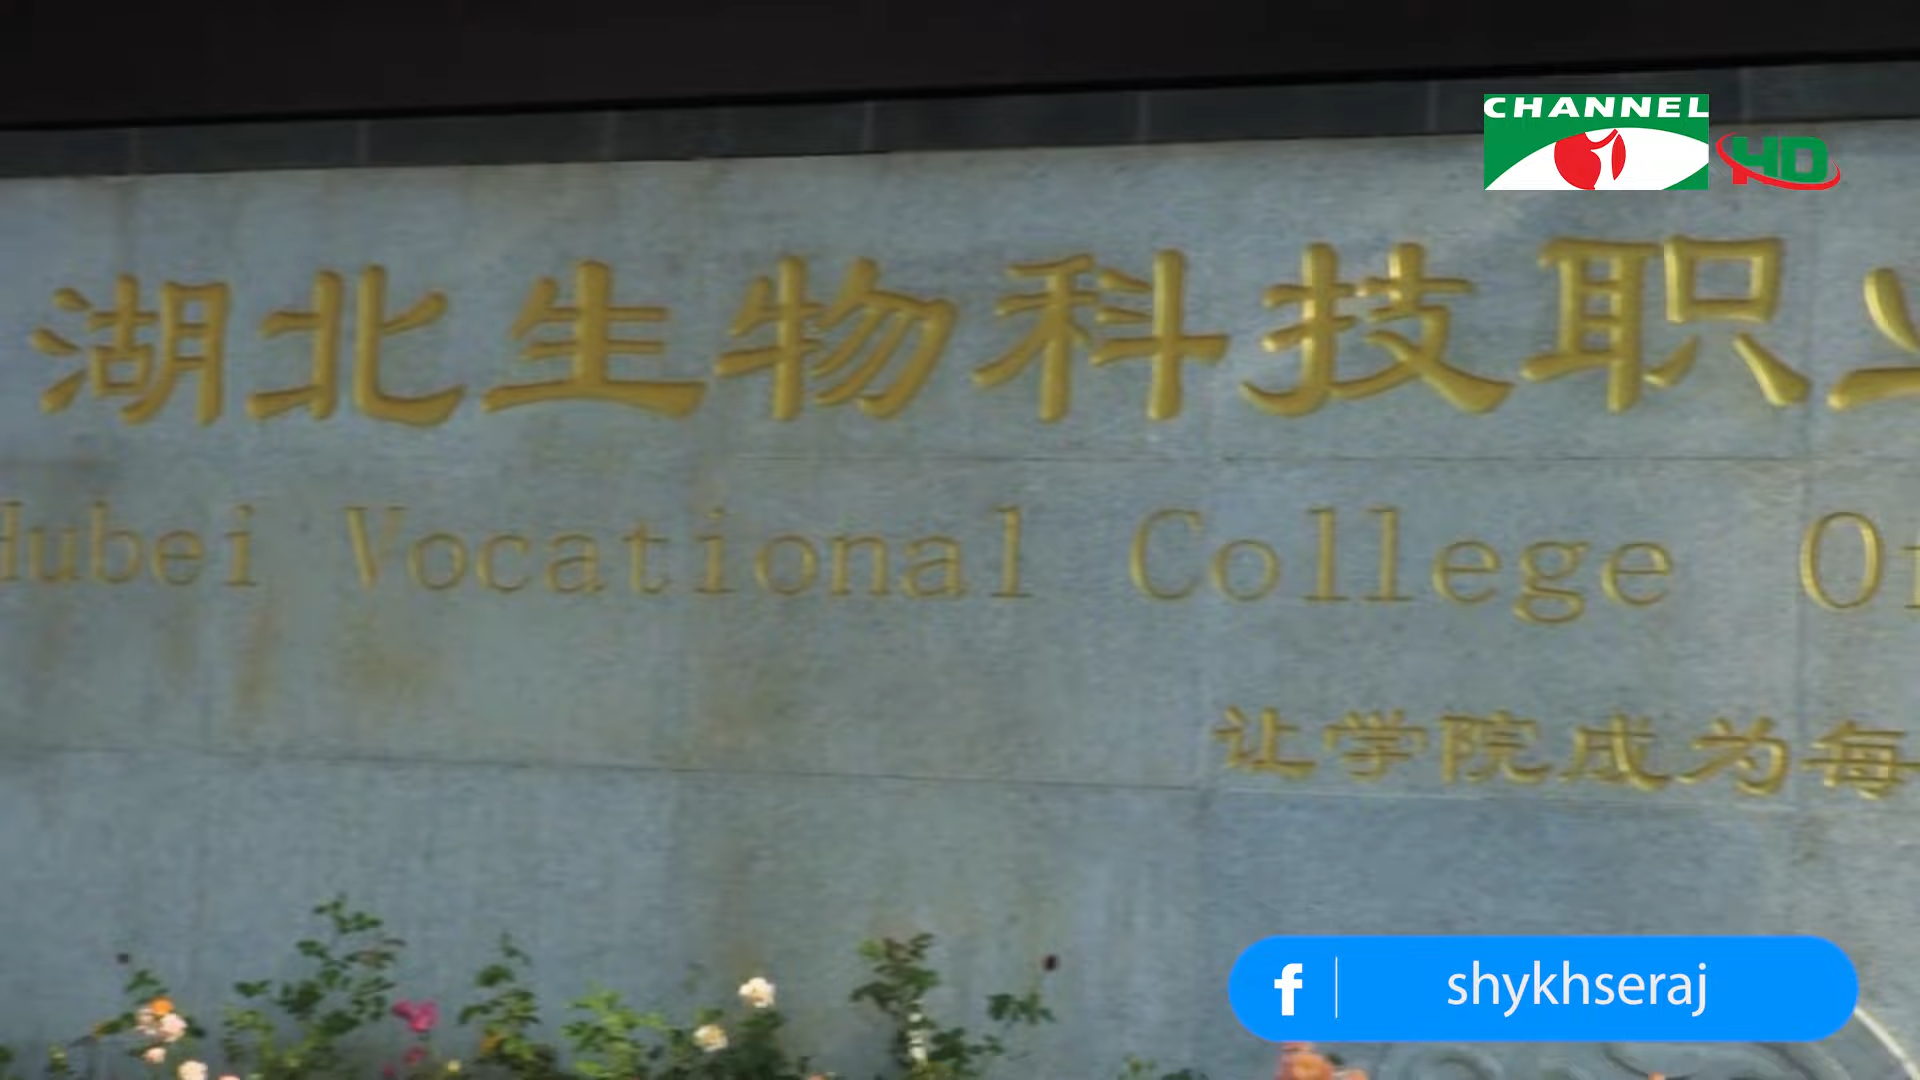 CHANNEL i
HD
湖北生物科技职业
Hubei Vocational College Of
让学院成为每
f shykhseraj